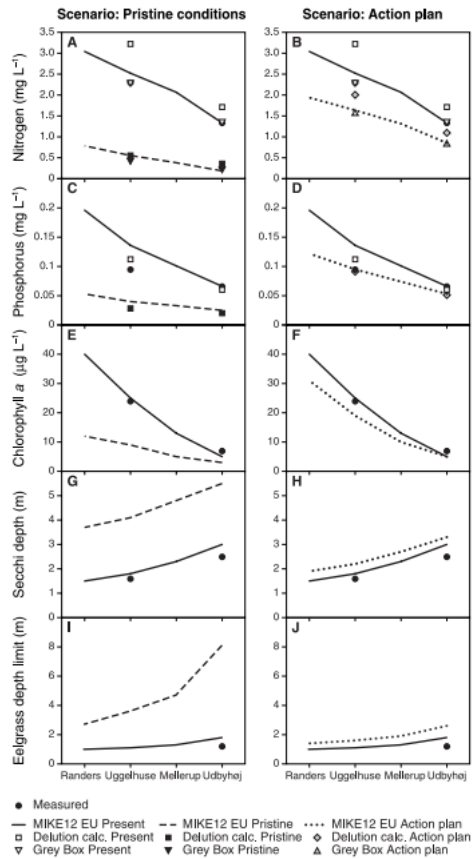 Scenario: Pristine conditions
Scenario: Action plan
A
B
Nitrogen (mg L⁻¹)
3.5
3.0
2.5
2.0
1.5
1.0
0.5
0
C
D
Phosphorus (mg L⁻¹)
0.2
0.15
0.1
0.05
0
E
F
Chlorophyll a (µg L⁻¹)
40
30
20
10
0
G
H
Secchi depth (m)
5
4
3
2
1
0
I
J
Eelgrass depth limit (m)
8
6
4
2
0
Randers Uggelhuse Mellerup Udbyhøj
Randers Uggelhuse Mellerup Udbyhøj
Measured
MIKE12 EU Present MIKE12 EU Pristine MIKE12 EU Action plan
Delution calc. Present Delution calc, Pristine Delution calc, Action plan
Grey Box Present Grey Box Pristine Grey Box Action plan